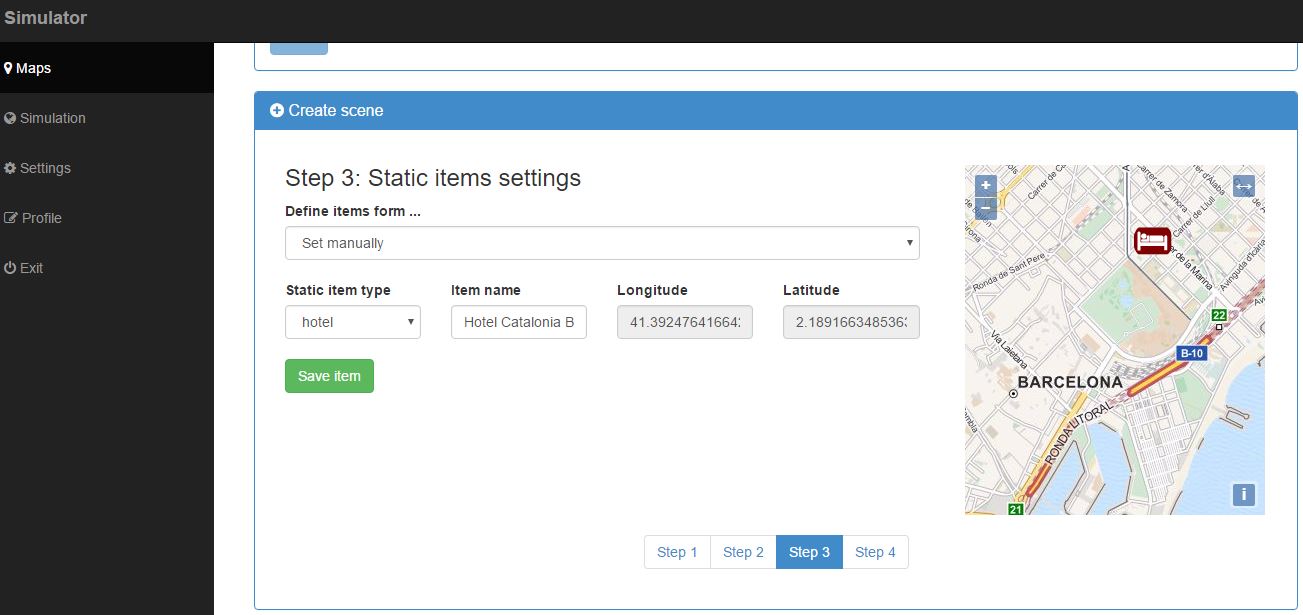 Simulator
Maps
Simulation
Settings
Profile
Exit
Create scene
Step 3: Static items settings
Define items form ...
Set manually
Static item type
Item name
Longitude
Latitude
hotel
Hotel Catalonia B
41.39247641664
2.189166348536
Save item
Step 1
Step 2
Step 3
Step 4
+
−
Carrer de Zamora
Carrer de Llull
Ronda de Sant Pere
er de la Marina
Avinguda d'Icària
22
Via Laietana
B-10
BARCELONA
RONDA LITORAL
21
i